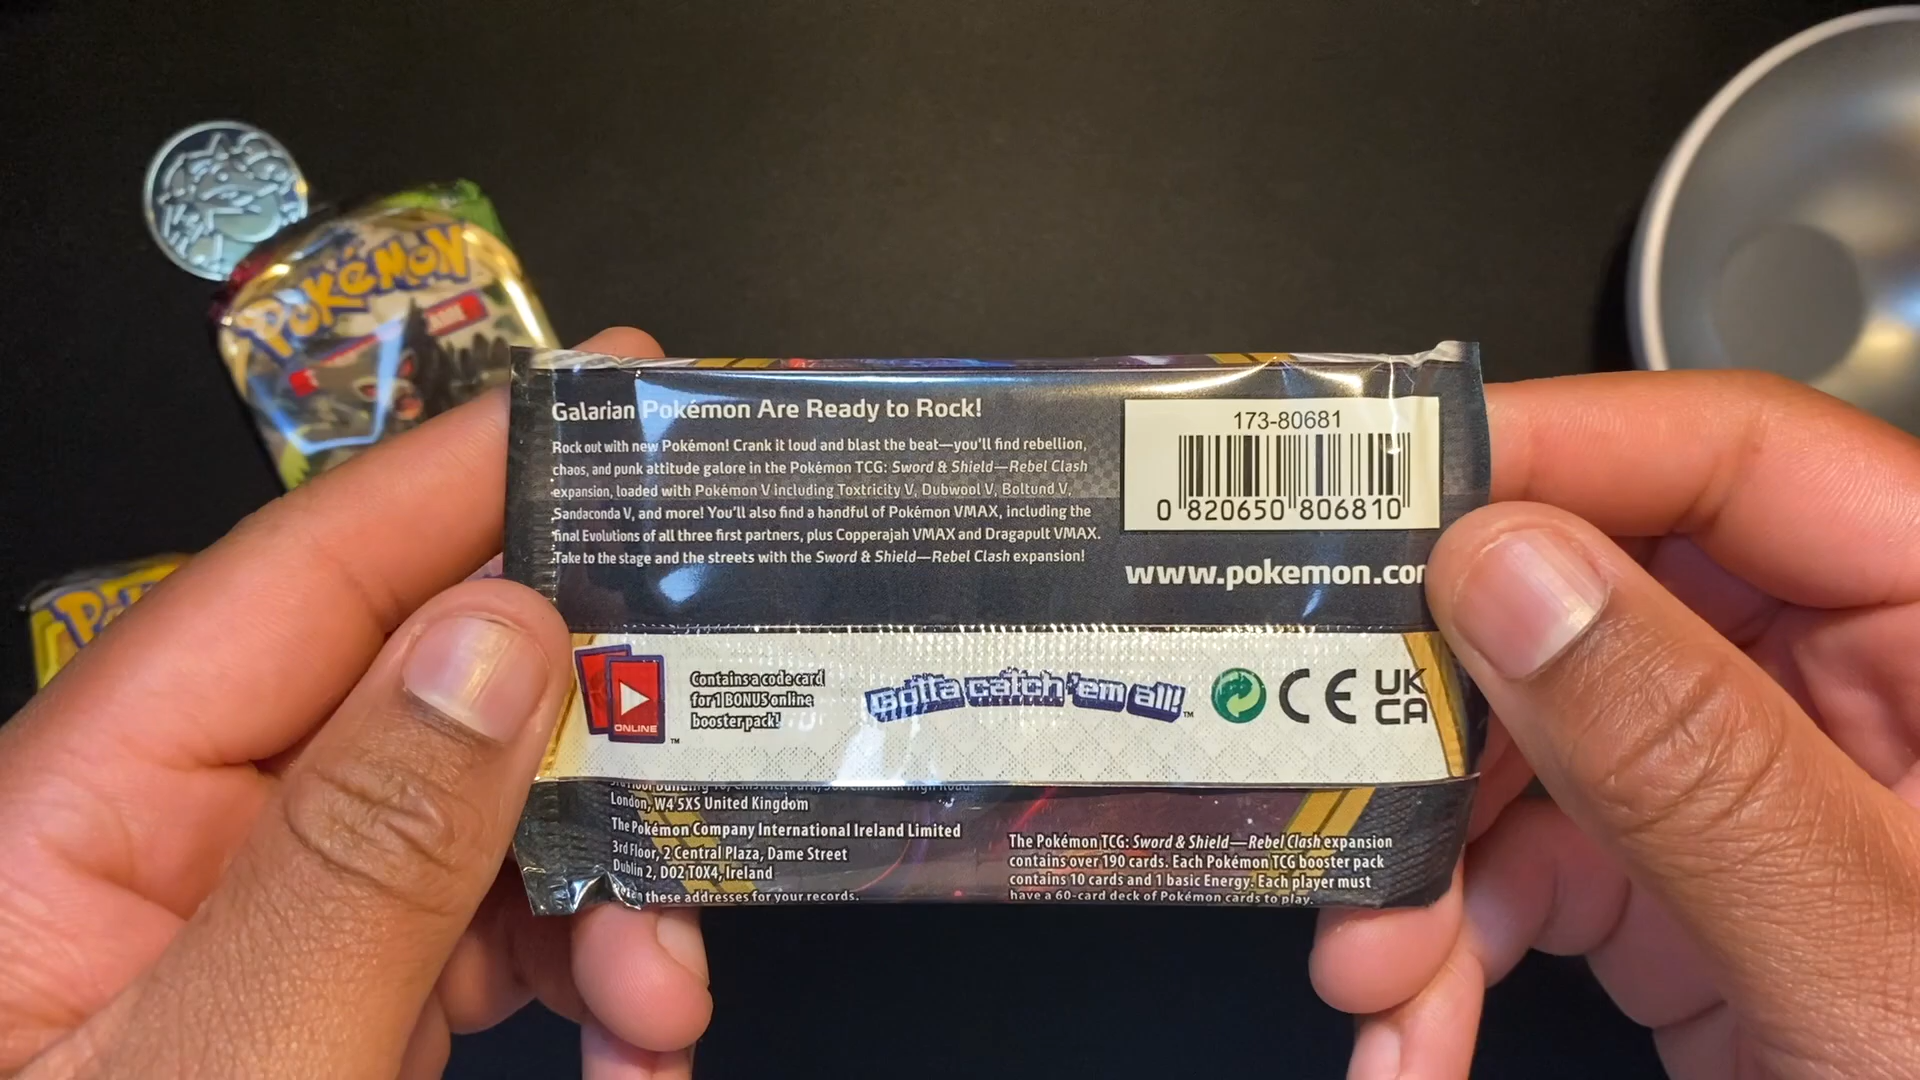 POKéMON
GAME
Galarian Pokémon Are Ready to Rock!
Rock out with new Pokémon! Crank it loud and blast the beat—you'll find rebellion,
chaos, and punk attitude galore in the Pokémon TCG: Sword & Shield—Rebel Clash
expansion, loaded with Pokémon V including Toxtricity V, Dubwool V, Boltund V,
Sandaconda V, and more! You'll also find a handful of Pokémon VMAX, including the
final Evolutions of all three first partners, plus Copperajah VMAX and Dragapult VMAX.
Take to the stage and the streets with the Sword & Shield—Rebel Clash expansion!
173-80681
0 820650 806810
www.pokemon.co
ONLINE
™
Contains a code card
for 1 BONUS online
booster pack!
Gotta catch 'em all!™
CE
UK
CA
London, W4 5XS United Kingdom
The Pokémon Company International Ireland Limited
3rd Floor, 2 Central Plaza, Dame Street
Dublin 2, D02 T0X4, Ireland
these addresses for your records.
The Pokémon TCG: Sword & Shield—Rebel Clash expansion
contains over 190 cards. Each Pokémon TCG booster pack
contains 10 cards and 1 basic Energy. Each player must
have a 60-card deck of Pokémon cards to play.